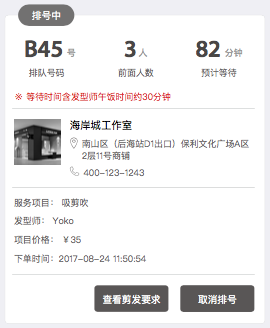 排号中
B45 号 3 人 82 分钟
排队号码 前面人数 预计等待
※ 等待时间含发型师午饭时间约30分钟
海岸城工作室
南山区（后海站D1出口）保利文化广场A区
2层11号商铺
400-123-1243
服务项目： 吸剪吹
发型师： Yoko
项目价格： ￥35
下单时间：2017-08-24 11:50:54
查看剪发要求 取消排号